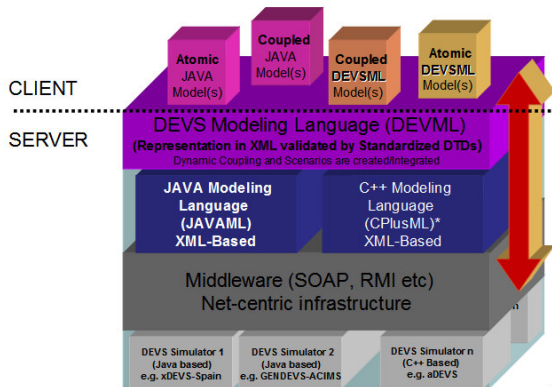 Atomic
JAVA
Model(s)
Coupled
JAVA
Model(s)
Coupled
DEVSML
Model(s)
Atomic
DEVSML
Model(s)
CLIENT
SERVER
DEVS Modeling Language (DEVML)
(Representation in XML validated by Standardized DTDs)
Dynamic Coupling and Scenarios are created/integrated
JAVA Modeling
Language
(JAVAML)
XML-Based
C++ Modeling
Language
(CPlusML)*
XML-Based
Middleware (SOAP, RMI etc)
Net-centric infrastructure
DEVS Simulator 1
(Java based)
e.g. xDEVS-Spain
DEVS Simulator 2
(Java based)
e.g. GENDEVS-ACIMS
DEVS Simulator n
(C++ Based)
e.g. aDEVS